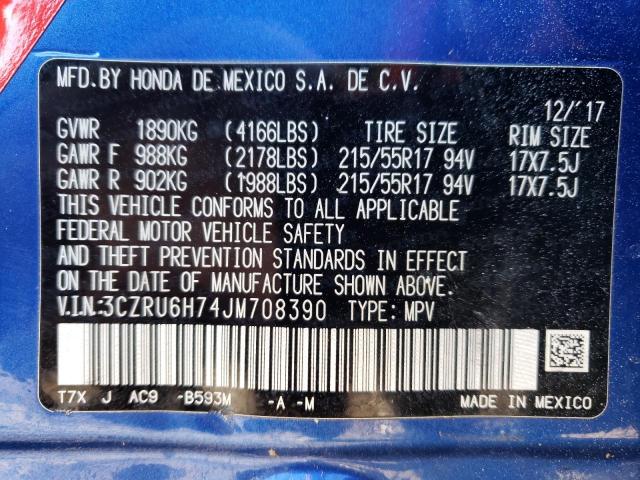 MFD. BY HONDA DE MEXICO S.A. DE C.V.
12/'17
GVWR 1890KG (4166LBS) TIRE SIZE RIM SIZE
GAWR F 988KG (2178LBS) 215/55R17 94V 17X7.5J
GAWR R 902KG (1988LBS) 215/55R17 94V 17X7.5J
THIS VEHICLE CONFORMS TO ALL APPLICABLE
FEDERAL MOTOR VEHICLE SAFETY
AND THEFT PREVENTION STANDARDS IN EFFECT
ON THE DATE OF MANUFACTURE SHOWN ABOVE.
V.I.N:3CZRU6H74JM708390 TYPE: MPV
T7X J AC9 -B593M -A -M MADE IN MEXICO